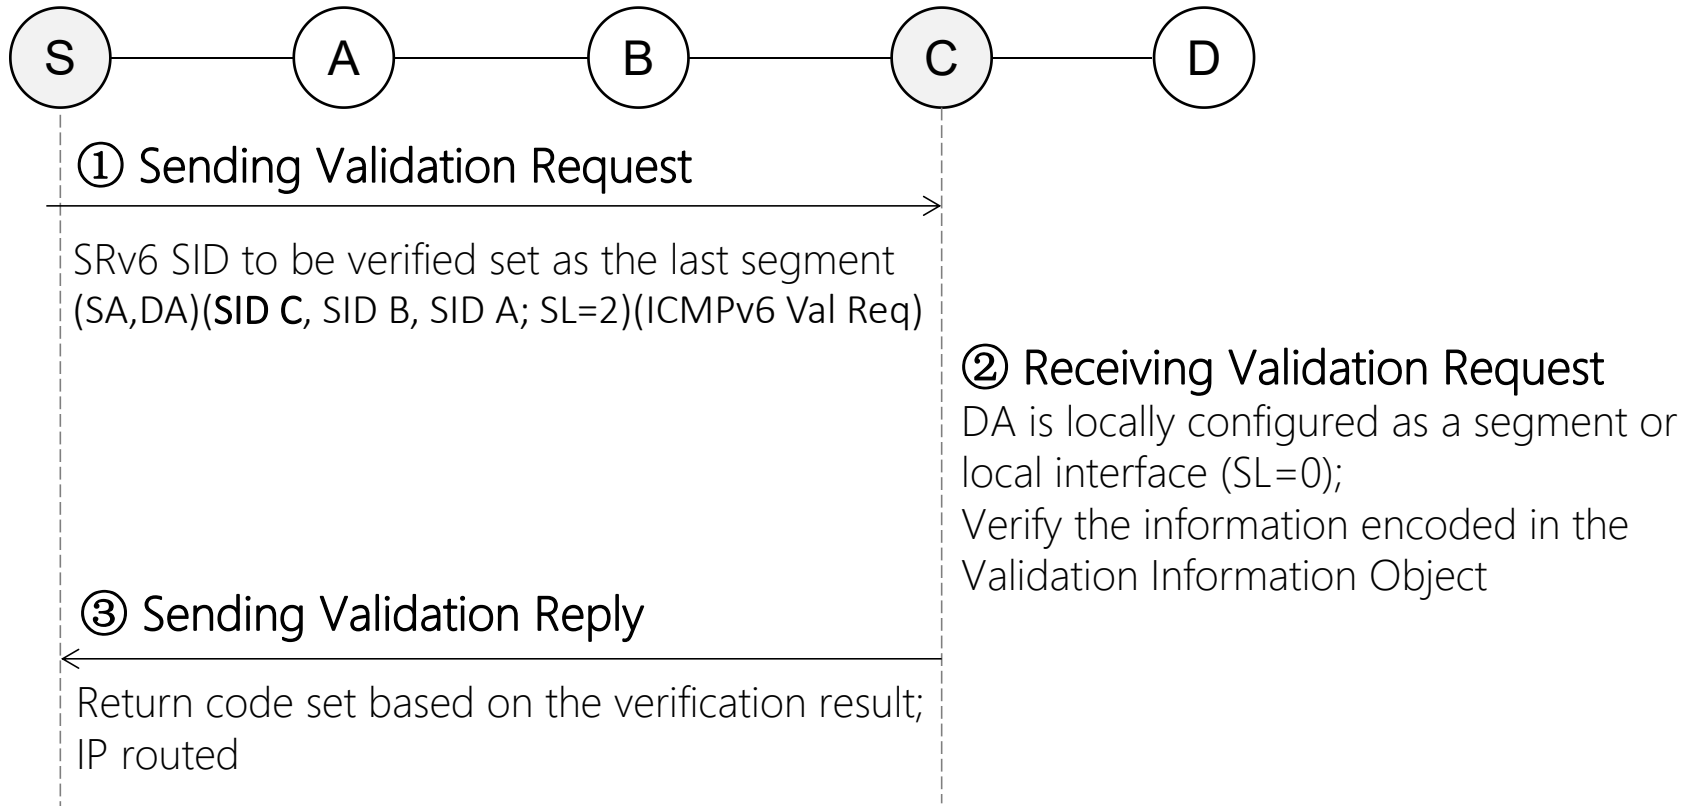 S A B C D
① Sending Validation Request
SRv6 SID to be verified set as the last segment
(SA,DA)(SID C, SID B, SID A; SL=2)(ICMPv6 Val Req)
② Receiving Validation Request
DA is locally configured as a segment or
local interface (SL=0);
Verify the information encoded in the
Validation Information Object
③ Sending Validation Reply
Return code set based on the verification result;
IP routed